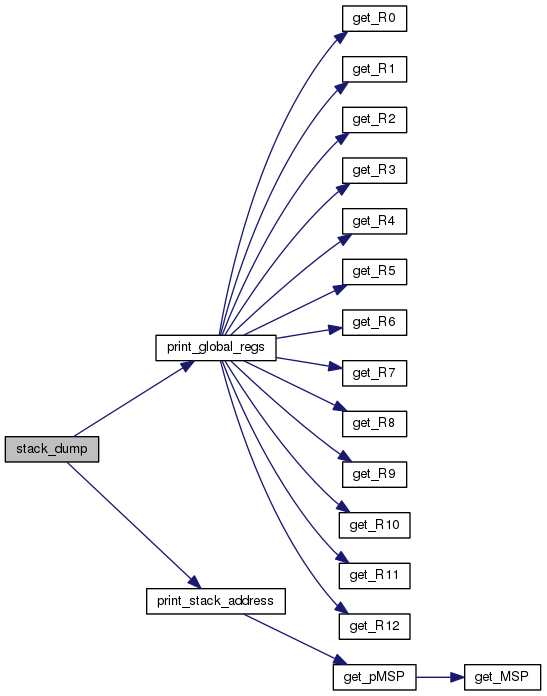 get_R0
get_R1
get_R2
get_R3
get_R4
get_R5
get_R6
print_global_regs
get_R7
get_R8
stack_dump
get_R9
get_R10
get_R11
print_stack_address
get_R12
get_pMSP
get_MSP